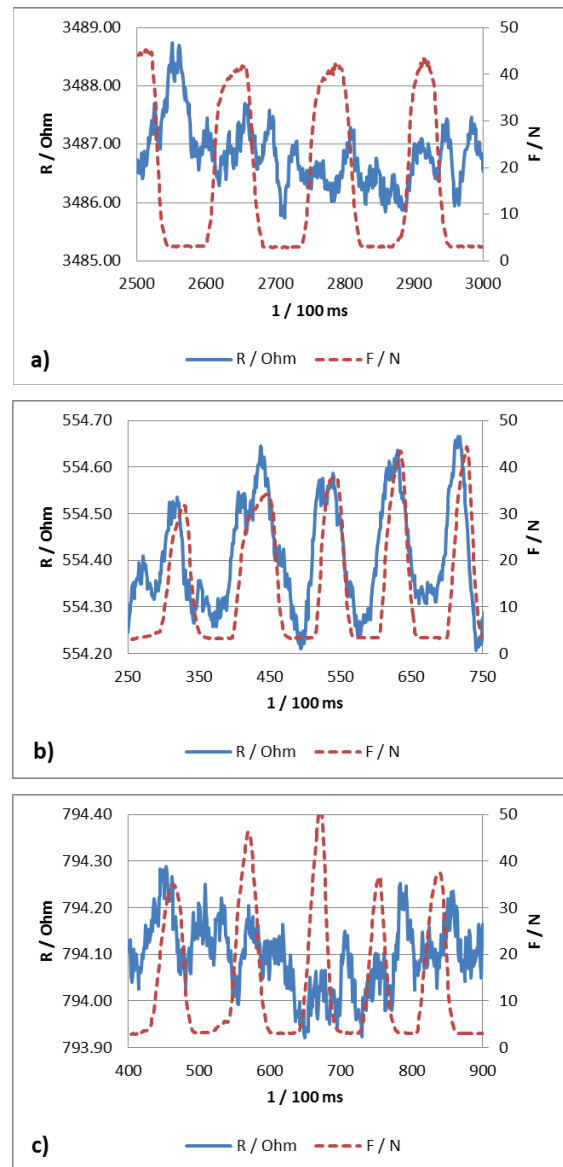 3489.00
3488.00
3487.00
3486.00
3485.00
R / Ohm
50
40
30
20
10
0
F / N
2500 2600 2700 2800 2900 3000
1 / 100 ms
R / Ohm F / N
a)
554.70
554.60
554.50
554.40
554.30
554.20
R / Ohm
50
40
30
20
10
0
F / N
250 350 450 550 650 750
1 / 100 ms
R / Ohm F / N
b)
794.40
794.30
794.20
794.10
794.00
793.90
R / Ohm
50
40
30
20
10
0
F / N
400 500 600 700 800 900
1 / 100 ms
R / Ohm F / N
c)